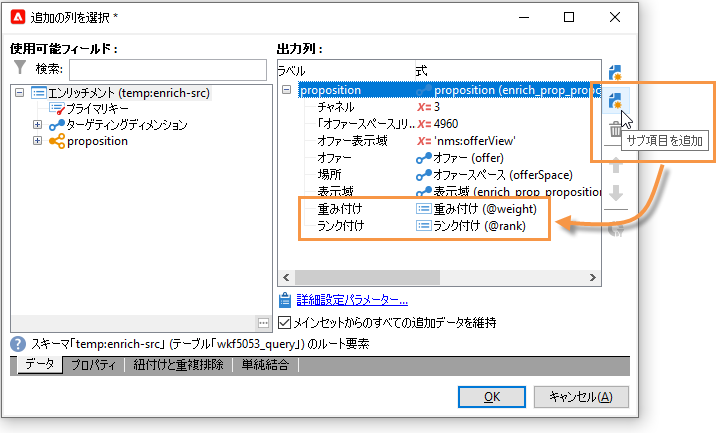 追加の列を選択 *
使用可能フィールド :
検索:
エンリッチメント (temp:enrich-src)
プライマリキー
ターゲティングディメンション
proposition
出力列 :
ラベル 式
proposition proposition (enrich_prop_propo
チャネル X= 3
「オファースペース」リ. X= 4960
オファー表示域 X= 'nms:offerView'
オファー オファー (offer)
場所 オファースペース (offerSpace)
表示域 表示域 (enrich_prop_proposition
重み付け 重み付け (@weight)
ランク付け ランク付け (@rank)
サブ項目を追加
詳細設定パラメーター...
メインセットからのすべての追加データを維持
スキーマ「temp:enrich-src」 (テーブル「wkf5053_query」) のルート要素
データ プロパティ 紐付けと重複排除 単純結合
OK キャンセル(A)